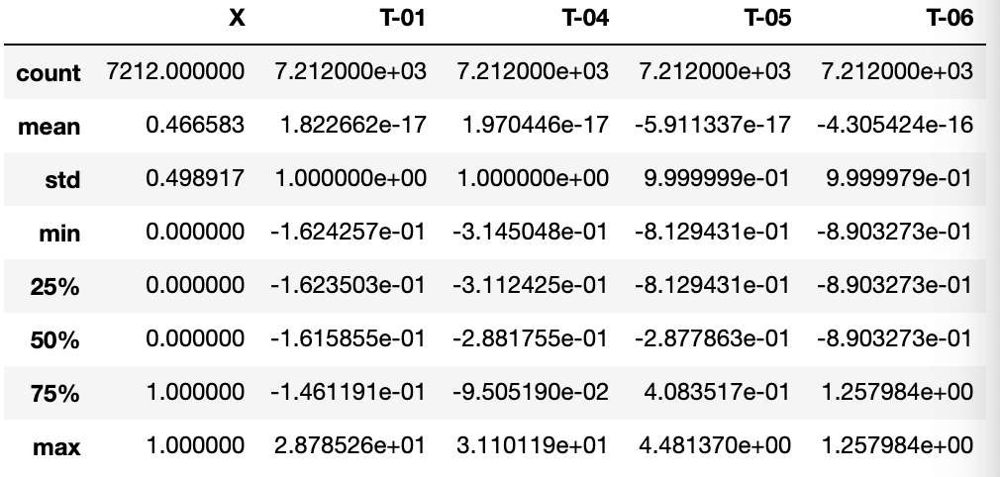 X T-01 T-04 T-05 T-06
count 7212.000000 7.212000e+03 7.212000e+03 7.212000e+03 7.212000e+03
mean 0.466583 1.822662e-17 1.970446e-17 -5.911337e-17 -4.305424e-16
std 0.498917 1.000000e+00 1.000000e+00 9.999999e-01 9.999979e-01
min 0.000000 -1.624257e-01 -3.145048e-01 -8.129431e-01 -8.903273e-01
25% 0.000000 -1.623503e-01 -3.112425e-01 -8.129431e-01 -8.903273e-01
50% 0.000000 -1.615855e-01 -2.881755e-01 -2.877863e-01 -8.903273e-01
75% 1.000000 -1.461191e-01 -9.505190e-02 4.083517e-01 1.257984e+00
max 1.000000 2.878526e+01 3.110119e+01 4.481370e+00 1.257984e+00